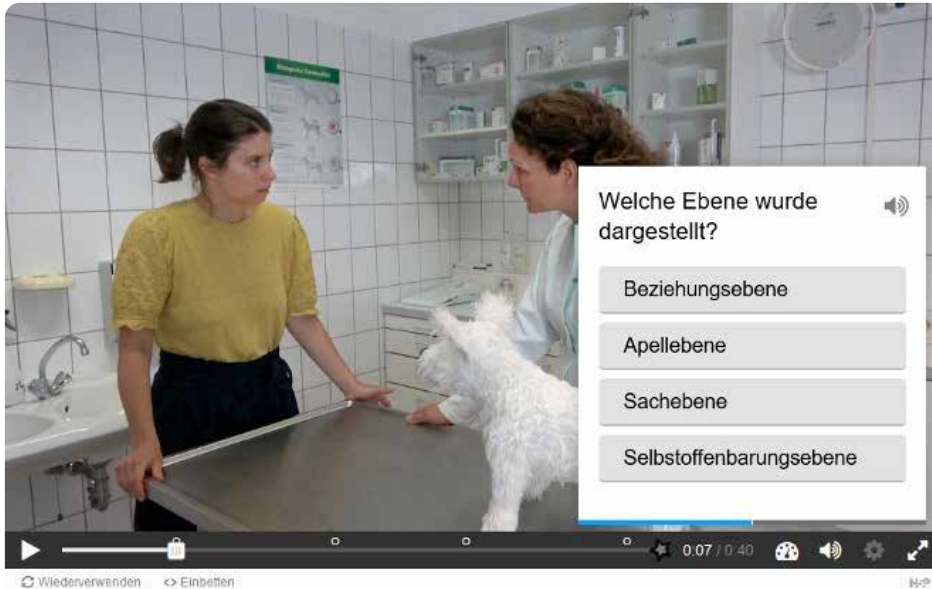 Welche Ebene wurde
dargestellt?
Beziehungsebene
Apellebene
Sachebene
Selbstoffenbarungsebene
0:07 / 0:40
Wiederverwenden
<> Einbetten
H-P